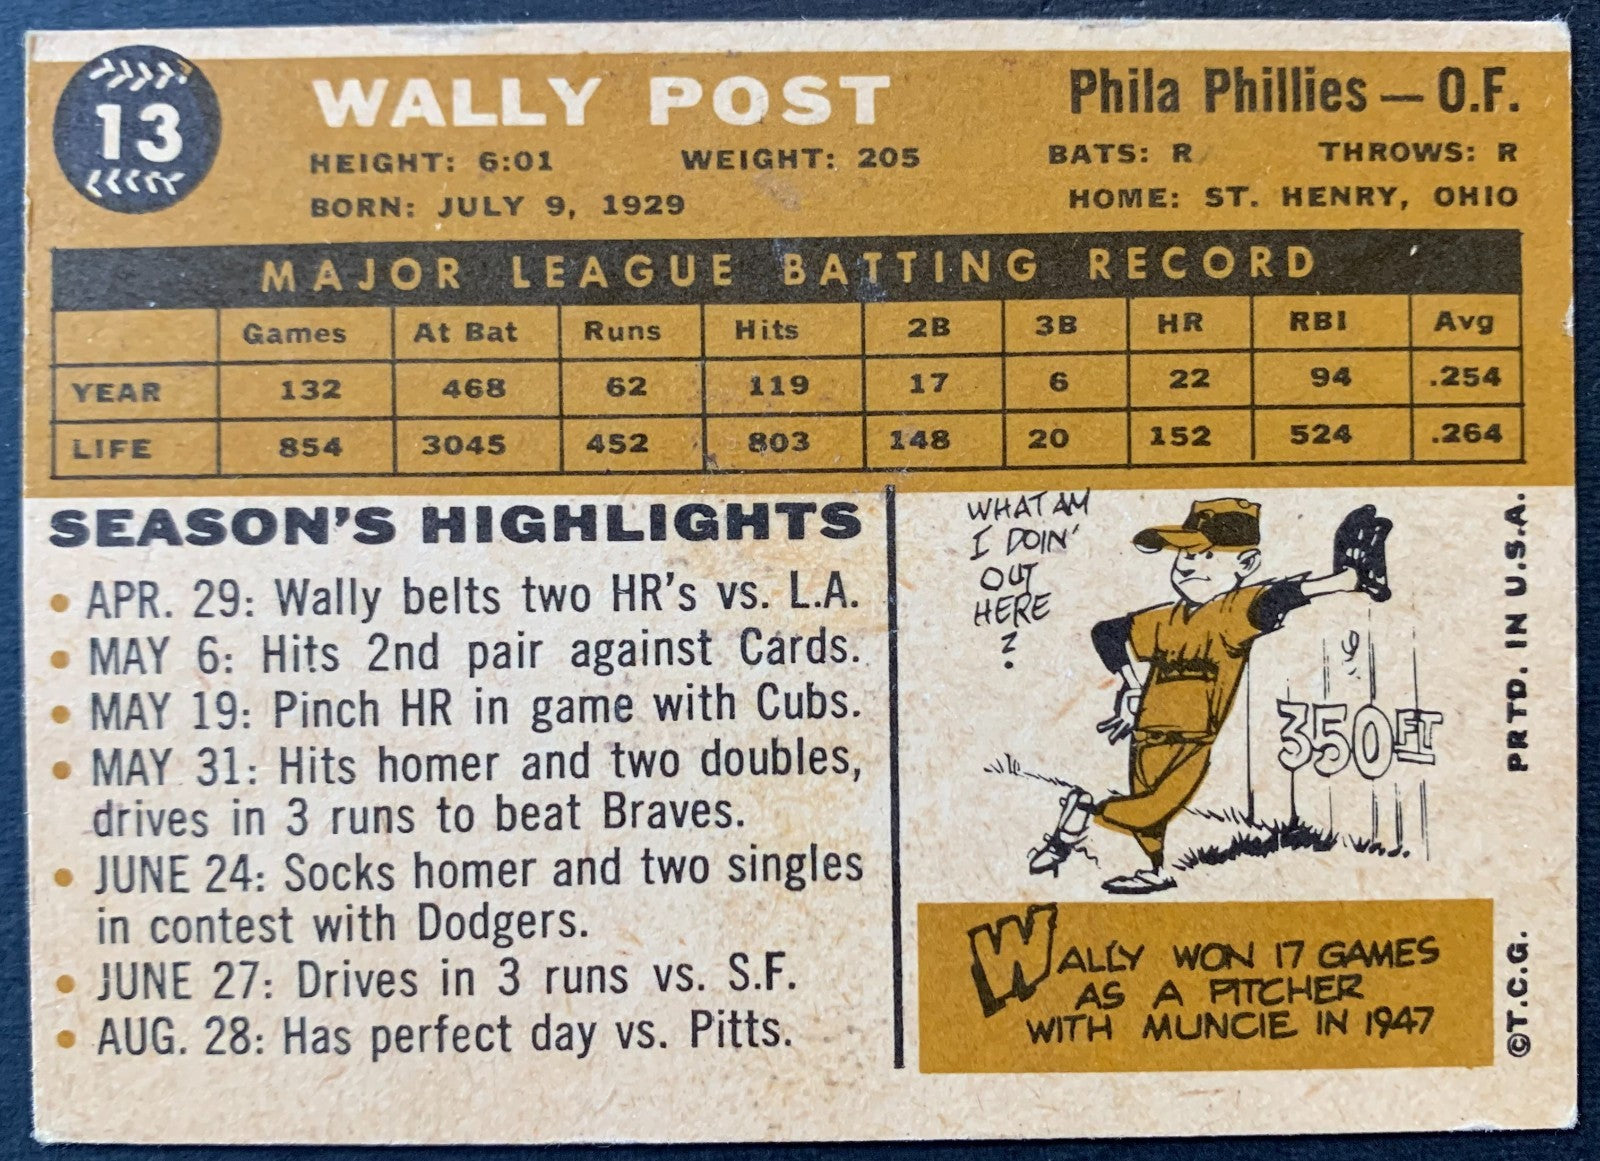 13
WALLY POST
Phila Phillies — O.F.
HEIGHT: 6:01 WEIGHT: 205 BATS: R THROWS: R
BORN: JULY 9, 1929 HOME: ST. HENRY, OHIO
MAJOR LEAGUE BATTING RECORD
Games At Bat Runs Hits 2B 3B HR RBI Avg
YEAR 132 468 62 119 17 6 22 94 .254
LIFE 854 3045 452 803 148 20 152 524 .264
SEASON'S HIGHLIGHTS
• APR. 29: Wally belts two HR's vs. L.A.
• MAY 6: Hits 2nd pair against Cards.
• MAY 19: Pinch HR in game with Cubs.
• MAY 31: Hits homer and two doubles,
drives in 3 runs to beat Braves.
• JUNE 24: Socks homer and two singles
in contest with Dodgers.
• JUNE 27: Drives in 3 runs vs. S.F.
• AUG. 28: Has perfect day vs. Pitts.
WHAT AM
I DOIN'
OUT
HERE
?
350 FT
WALLY WON 17 GAMES
AS A PITCHER
WITH MUNCIE IN 1947
©T.C.G. PRTD. IN U.S.A.